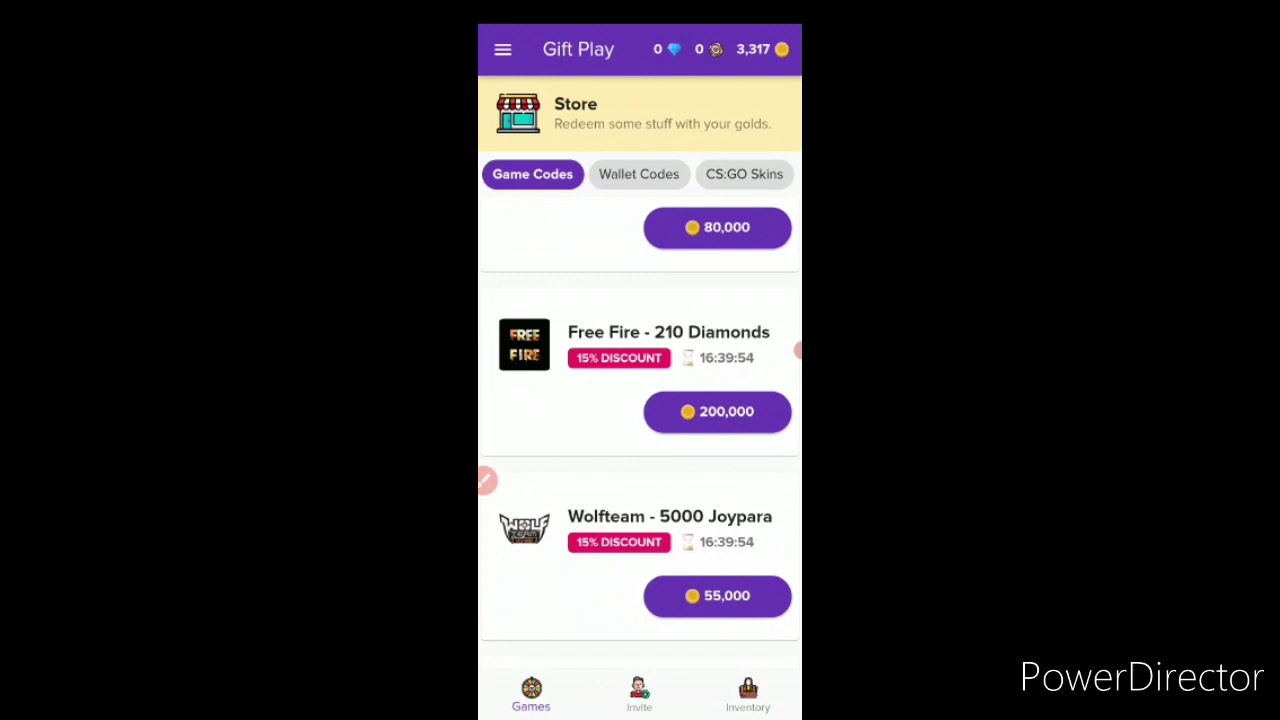 Gift Play 0 0 3,317
Store
Redeem some stuff with your golds.
Game Codes Wallet Codes CS:GO Skins
80,000
FREE FIRE
Free Fire - 210 Diamonds
15% DISCOUNT 16:39:54
200,000
WOLF TEAM
Wolfteam - 5000 Joypara
15% DISCOUNT 16:39:54
55,000
Games Invite Inventory
PowerDirector